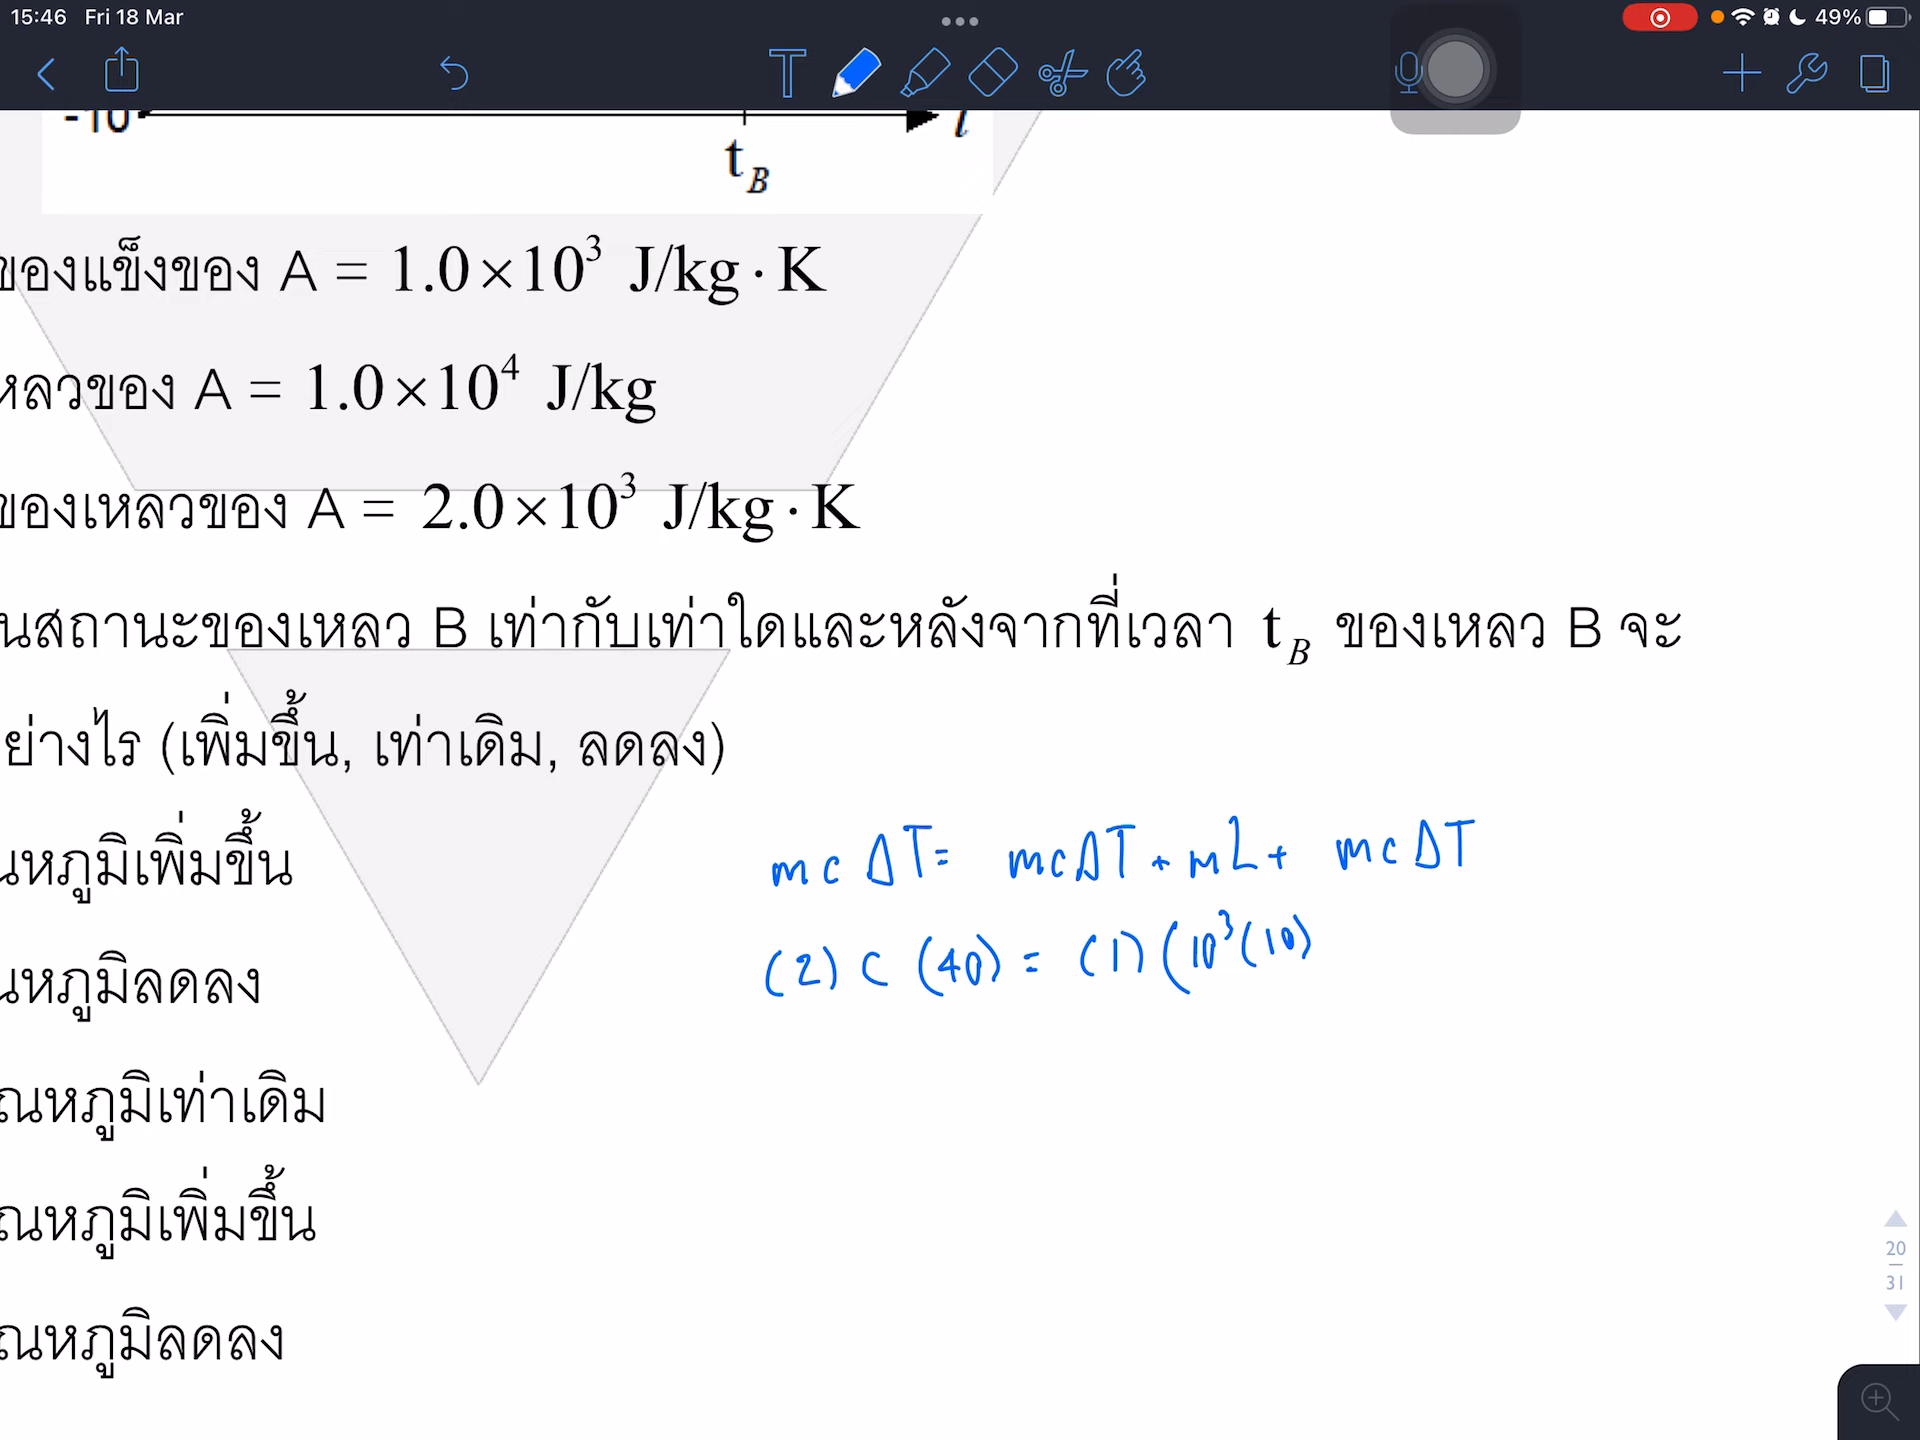 15:46 Fri 18 Mar
49%
-10
t
t_B
ของแข็งของ A = 1.0×10³ J/kg · K
หลวของ A = 1.0×10⁴ J/kg
ของเหลวของ A = 2.0×10³ J/kg · K
นสถานะของเหลว B เท่ากับเท่าใดและหลังจากที่เวลา t_B ของเหลว B จะ
ย่างไร (เพิ่มขึ้น, เท่าเดิม, ลดลง)
ณหภูมิเพิ่มขึ้น
mcΔT = mcΔT + mL + mcΔT
(2) c (40) = (1) (10³(10)
ณหภูมิลดลง
ณหภูมิเท่าเดิม
ณหภูมิเพิ่มขึ้น
ณหภูมิลดลง
20
31